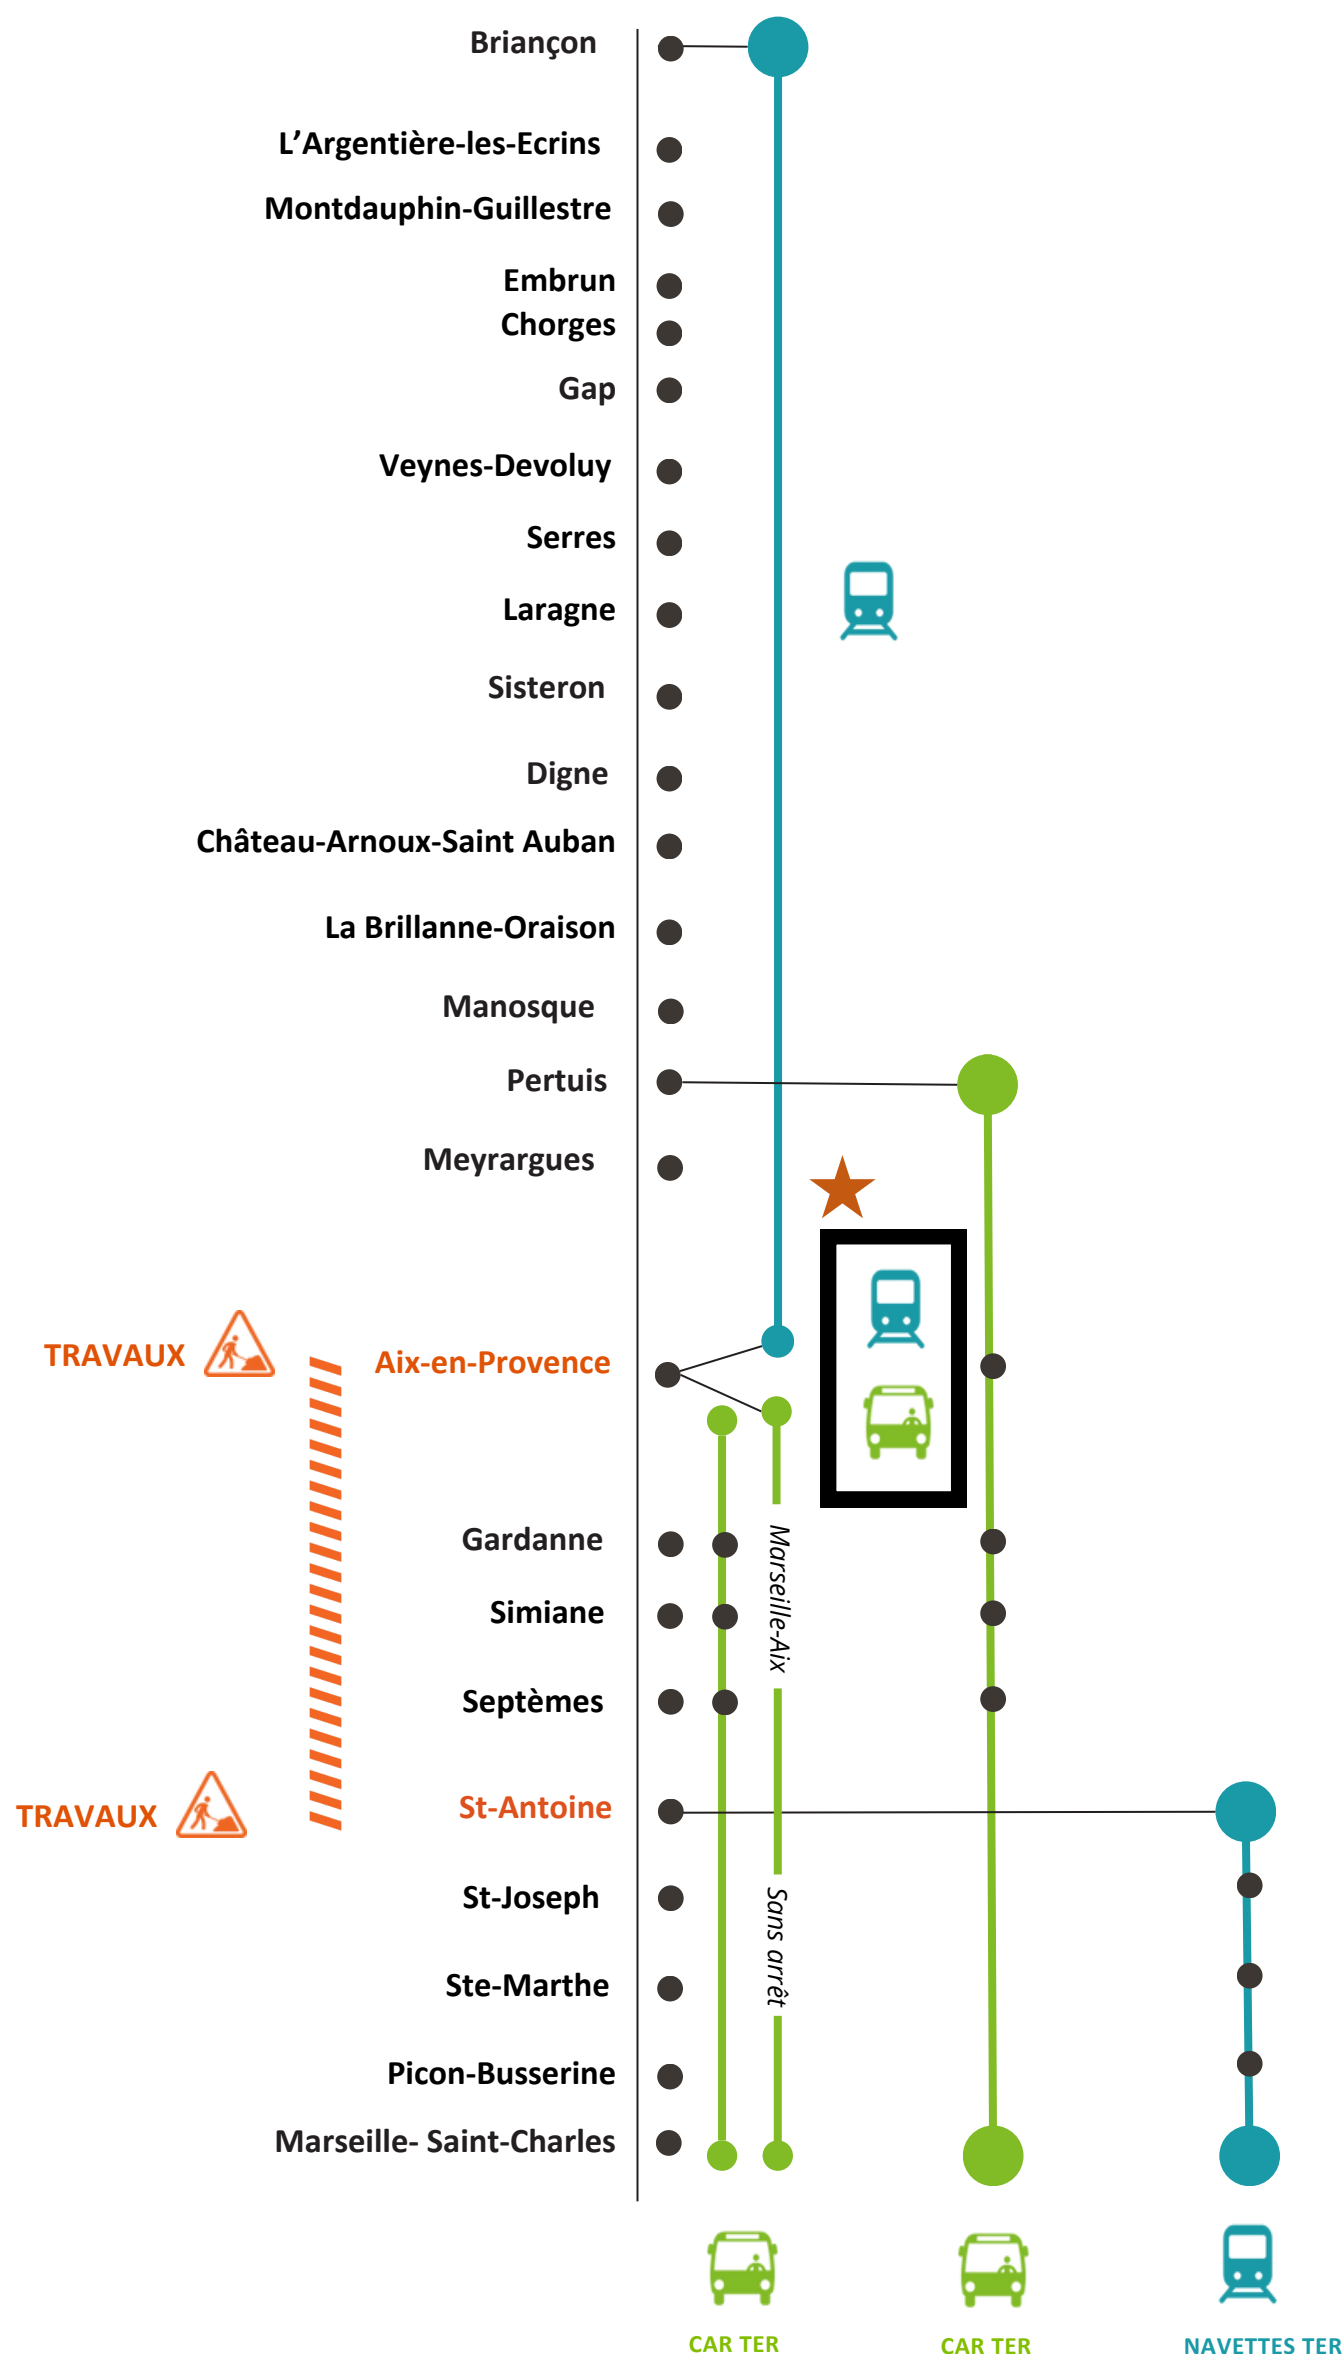 Briançon
L’Argentière-les-Ecrins
Montdauphin-Guillestre
Embrun
Chorges
Gap
Veynes-Devoluy
Serres
Laragne
Sisteron
Digne
Château-Arnoux-Saint Auban
La Brillanne-Oraison
Manosque
Pertuis
Meyrargues
TRAVAUX
Aix-en-Provence
Gardanne
Marseille-Aix
Simiane
Septèmes
TRAVAUX
St-Antoine
St-Joseph
Sans arrêt
Ste-Marthe
Picon-Busserine
Marseille- Saint-Charles
CAR TER
CAR TER
NAVETTES TER